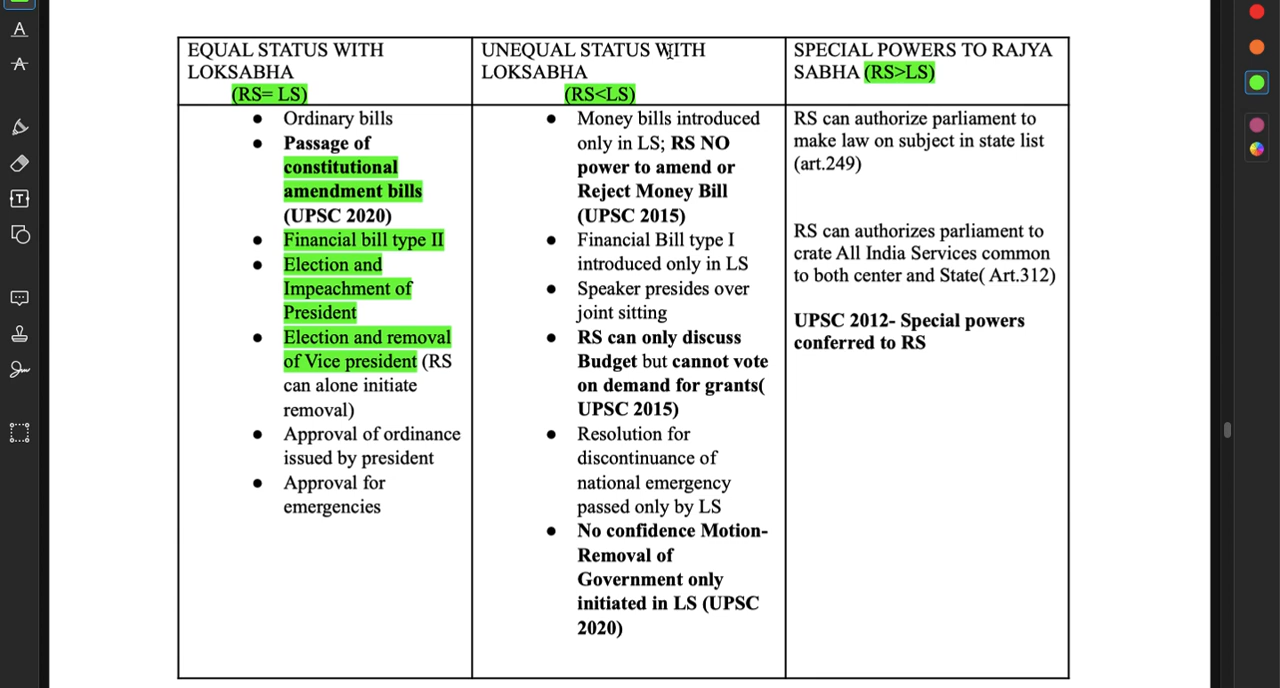 EQUAL STATUS WITH
LOKSABHA
(RS= LS)
UNEQUAL STATUS WITH
LOKSABHA
(RS<LS)
SPECIAL POWERS TO RAJYA
SABHA (RS>LS)
Ordinary bills
Passage of
constitutional
amendment bills
(UPSC 2020)
Financial bill type II
Election and
Impeachment of
President
Election and removal
of Vice president (RS
can alone initiate
removal)
Approval of ordinance
issued by president
Approval for
emergencies
Money bills introduced
only in LS; RS NO
power to amend or
Reject Money Bill
(UPSC 2015)
Financial Bill type I
introduced only in LS
Speaker presides over
joint sitting
RS can only discuss
Budget but cannot vote
on demand for grants(
UPSC 2015)
Resolution for
discontinuance of
national emergency
passed only by LS
No confidence Motion-
Removal of
Government only
initiated in LS (UPSC
2020)
RS can authorize parliament to
make law on subject in state list
(art.249)
RS can authorizes parliament to
crate All India Services common
to both center and State( Art.312)
UPSC 2012- Special powers
conferred to RS